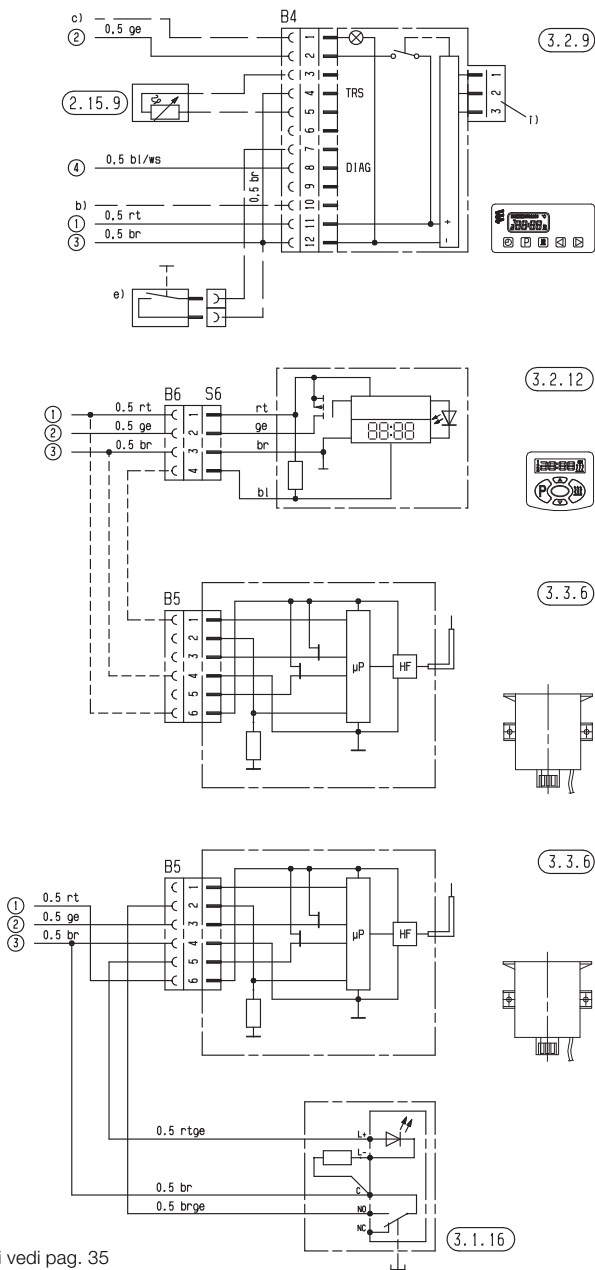 c)
② 0.5 ge
B4
1
2
3
4
5
6
7
8
9
10
11
12
TRS
DIAG
+
-
1
2
3
i)
3.2.9
2.15.9
④ 0.5 bl/ws
0.5 br
b)
① 0.5 rt
③ 0.5 br
e)
88:88
P
3.2.12
B6 S6
① 0.5 rt
② 0.5 ge
③ 0.5 br
1
2
3
4
rt
ge
br
bl
88:88
88:88
P
3.3.6
B5
1
2
3
4
5
6
µP
HF
3.3.6
B5
① 0.5 rt
② 0.5 ge
③ 0.5 br
1
2
3
4
5
6
µP
HF
0.5 rtge
0.5 br
0.5 brge
L+
L-
C
NO
NC
3.1.16
i vedi pag. 35